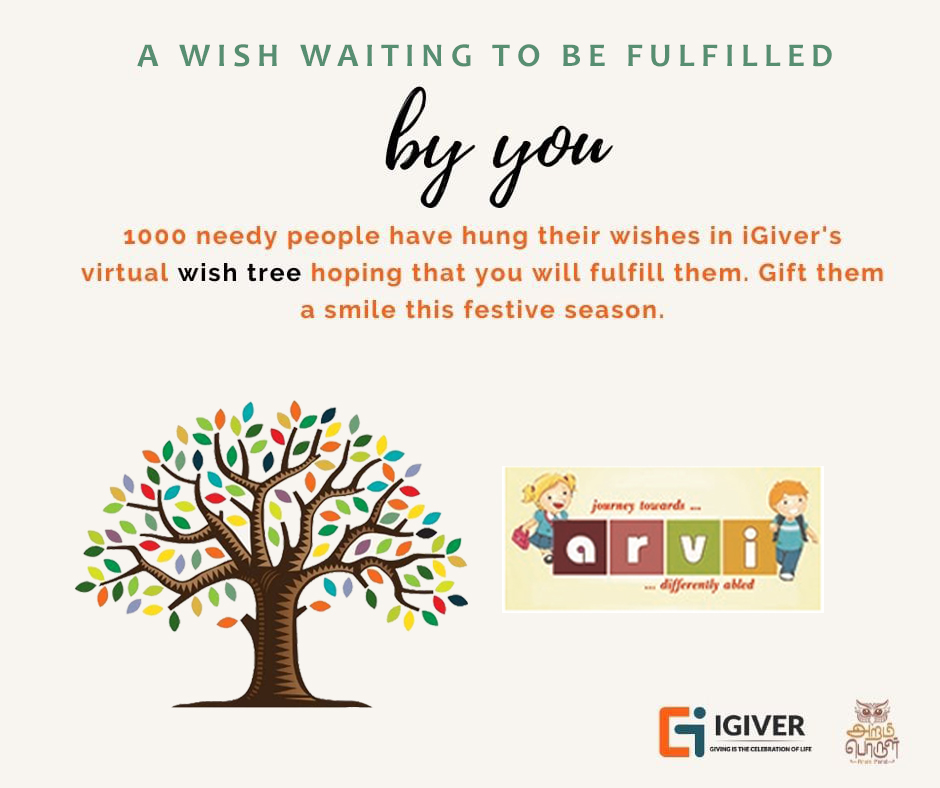 A WISH WAITING TO BE FULFILLED
by you
1000 needy people have hung their wishes in iGiver's
virtual wish tree hoping that you will fulfill them. Gift them
a smile this festive season.
journey towards ...
arvi
... differently abled
IGIVER
GIVING IS THE CELEBRATION OF LIFE
அறம்
பொருள்
Aram Porul